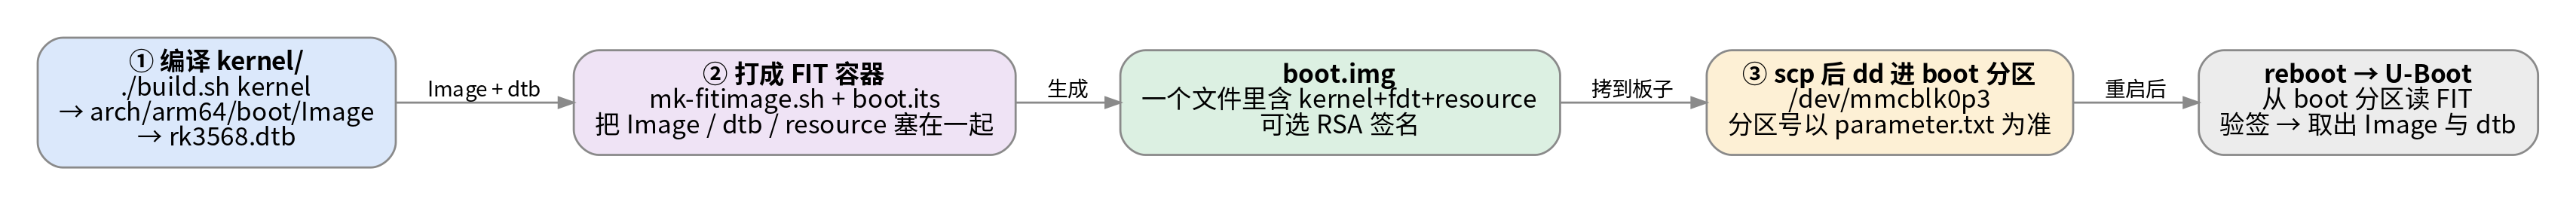 ① 编译 kernel/
./build.sh kernel
→ arch/arm64/boot/Image
→ rk3568.dtb
Image + dtb
② 打成 FIT 容器
mk-fitimage.sh + boot.its
把 Image / dtb / resource 塞在一起
生成
boot.img
一个文件里含 kernel+fdt+resource
可选 RSA 签名
拷到板子
③ scp 后 dd 进 boot 分区
/dev/mmcblk0p3
分区号以 parameter.txt 为准
重启后
reboot → U-Boot
从 boot 分区读 FIT
验签 → 取出 Image 与 dtb